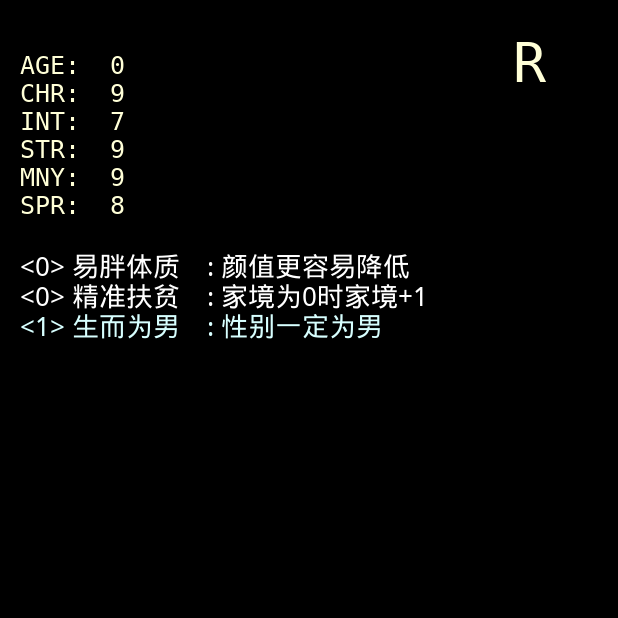 R
AGE: 0
CHR: 9
INT: 7
STR: 9
MNY: 9
SPR: 8
<0> 易胖体质 : 颜值更容易降低
<0> 精准扶贫 : 家境为0时家境+1
<1> 生而为男 : 性别一定为男